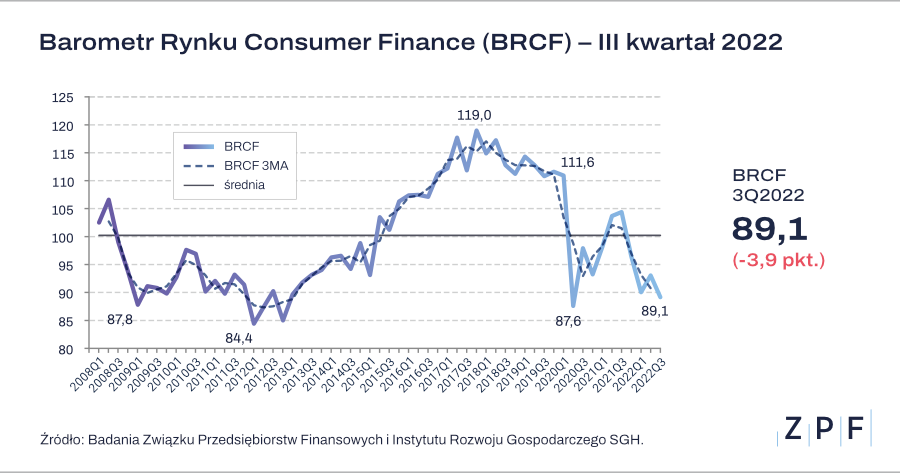 Barometr Rynku Consumer Finance (BRCF) – III kwartał 2022
125
120
115
110
105
100
95
90
85
80
BRCF
BRCF 3MA
średnia
119,0
111,6
87,8
84,4
87,6
89,1
2008Q1
2008Q3
2009Q1
2009Q3
2010Q1
2010Q3
2011Q1
2011Q3
2012Q1
2012Q3
2013Q1
2013Q3
2014Q1
2014Q3
2015Q1
2015Q3
2016Q1
2016Q3
2017Q1
2017Q3
2018Q1
2018Q3
2019Q1
2019Q3
2020Q1
2020Q3
2021Q1
2021Q3
2022Q1
2022Q3
BRCF
3Q2022
89,1
(-3,9 pkt.)
Źródło: Badania Związku Przedsiębiorstw Finansowych i Instytutu Rozwoju Gospodarczego SGH.
ZPF